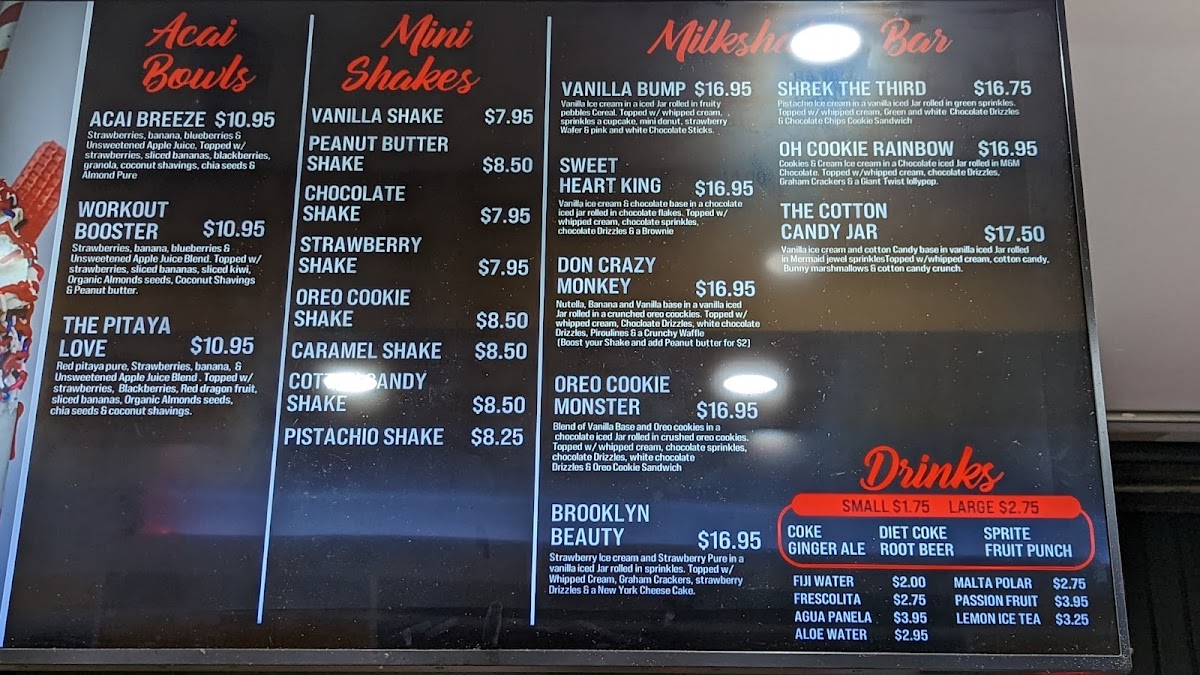 Acai
Bowls
ACAI BREEZE $10.95
Strawberries, banana, blueberries &
Unsweetened Apple Juice, Topped w/
strawberries, sliced bananas, blackberries,
granola, coconut shavings, chia seeds &
Almond Pure
WORKOUT
BOOSTER $10.95
Strawberries, banana, blueberries &
Unsweetened Apple Juice Blend. Topped w/
strawberries, sliced bananas, sliced kiwi,
Organic Almonds seeds, Coconut Shavings
& Peanut butter.
THE PITAYA
LOVE $10.95
Red pitaya pure, Strawberries, banana, &
Unsweetened Apple Juice Blend . Topped w/
strawberries, Blackberries, Red dragon fruit,
sliced bananas, Organic Almonds seeds,
chia seeds & coconut shavings.
Mini
Shakes
VANILLA SHAKE $7.95
PEANUT BUTTER
SHAKE $8.50
CHOCOLATE
SHAKE $7.95
STRAWBERRY
SHAKE $7.95
OREO COOKIE
SHAKE $8.50
CARAMEL SHAKE $8.50
COTTON CANDY
SHAKE $8.50
PISTACHIO SHAKE $8.25
Milkshake Bar
VANILLA BUMP $16.95
Vanilla Ice cream in a iced Jar rolled in fruity
pebbles Cereal. Topped w/ whipped cream,
sprinkles a cupcake, mini donut, strawberry
Wafer & pink and white Chocolate Sticks.
SWEET
HEART KING $16.95
Vanilla ice cream & chocolate base in a chocolate
iced jar rolled in chocolate flakes. Topped w/
whipped cream, chocolate sprinkles,
chocolate Drizzles & a Brownie
DON CRAZY
MONKEY $16.95
Nutella, Banana and Vanilla base in a vanilla iced
Jar rolled in a crunched oreo coockies. Topped w/
whipped cream, Chocloate Drizzles, white chocolate
Drizzles, Piroulines & a Crunchy Waffle
(Boost your Shake and add Peanut butter for $2)
OREO COOKIE
MONSTER $16.95
Blend of Vanilla Base and Oreo cookies in a
chocolate iced Jar rolled in crushed oreo cookies.
Topped w/ whipped cream, chocolate sprinkles,
chocolate Drizzles, white chocolate
Drizzles & Oreo Cookie Sandwich
BROOKLYN
BEAUTY $16.95
Strawberry Ice cream and Strawberry Pure in a
vanilla iced Jar rolled in sprinkles. Topped w/
Whipped Cream, Graham Crackers, strawberry
Drizzles & a New York Cheese Cake.
SHREK THE THIRD $16.75
Pistachio Ice cream in a vanilla iced Jar rolled in green sprinkles.
Topped w/ whipped cream, Green and white Chocolate Drizzles
& Chocolate Chips Cookie Sandwich
OH COOKIE RAINBOW $16.95
Cookies & Cream Ice cream in a Chocolate iced Jar rolled in M&M
Chocolate. Topped w/whipped cream, chocolate Drizzles,
Graham Crackers & a Giant Twist lollypop.
THE COTTON
CANDY JAR $17.50
Vanilla ice cream and cotton Candy base in vanilla iced Jar rolled
in Mermaid jewel sprinklesTopped w/whipped cream, cotton candy,
Bunny marshmallows & cotton candy crunch.
Drinks
SMALL $1.75 LARGE $2.75
COKE DIET COKE SPRITE
GINGER ALE ROOT BEER FRUIT PUNCH
FIJI WATER $2.00 MALTA POLAR $2.75
FRESCOLITA $2.75 PASSION FRUIT $3.95
AGUA PANELA $3.95 LEMON ICE TEA $3.25
ALOE WATER $2.95